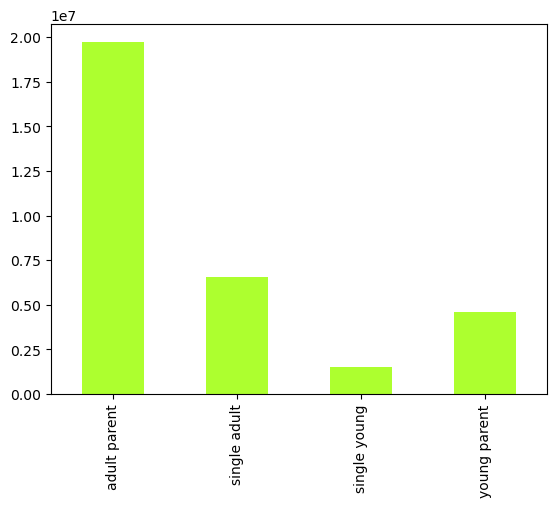 1e7
2.00
1.75
1.50
1.25
1.00
0.75
0.50
0.25
0.00
adult parent
single adult
single young
young parent